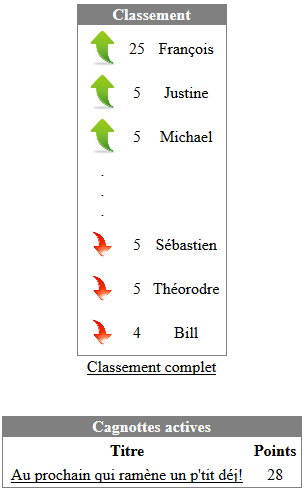 Classement
25 François
5 Justine
5 Michael
.
.
.
5 Sébastien
5 Théorodre
4 Bill
Classement complet
Cagnottes actives
Titre Points
Au prochain qui ramène un p'tit déj! 28